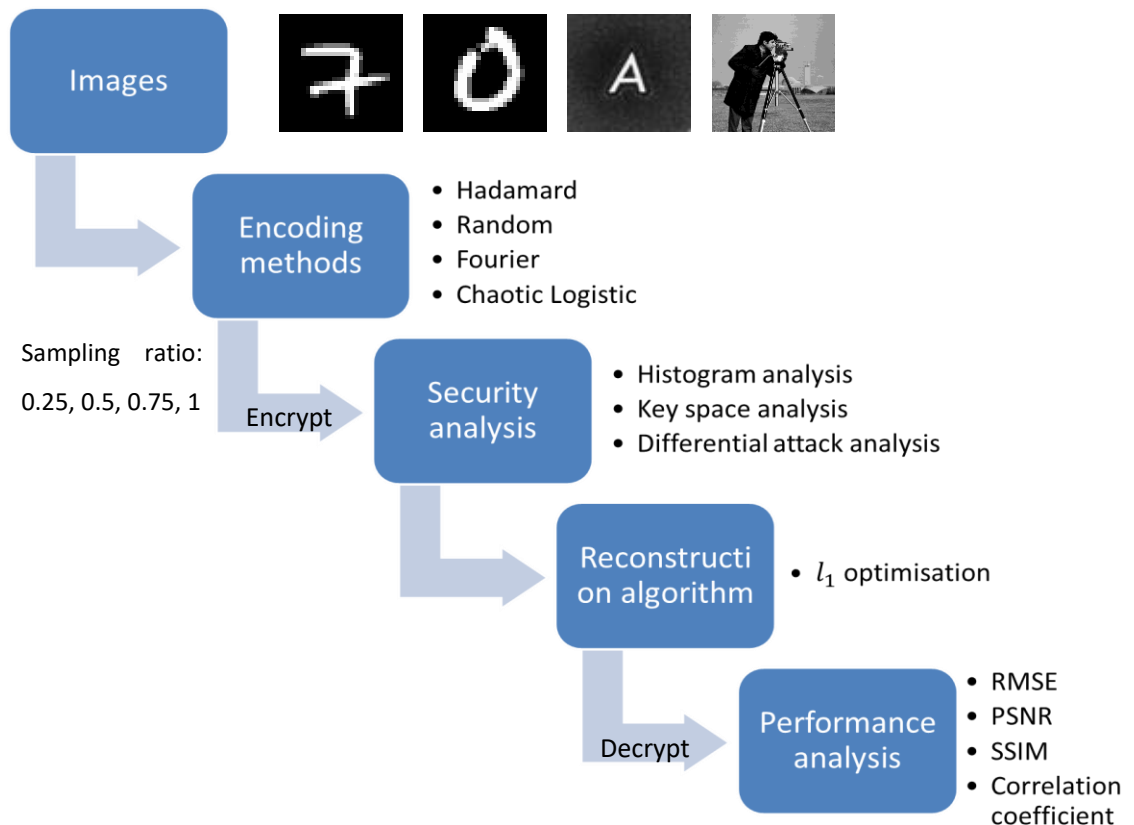 Images
7
0
A
Encoding
methods
• Hadamard
• Random
• Fourier
• Chaotic Logistic
Sampling ratio:
0.25, 0.5, 0.75, 1
Encrypt
Security
analysis
• Histogram analysis
• Key space analysis
• Differential attack analysis
Reconstructi
on algorithm
• l₁ optimisation
Decrypt
Performance
analysis
• RMSE
• PSNR
• SSIM
• Correlation
coefficient